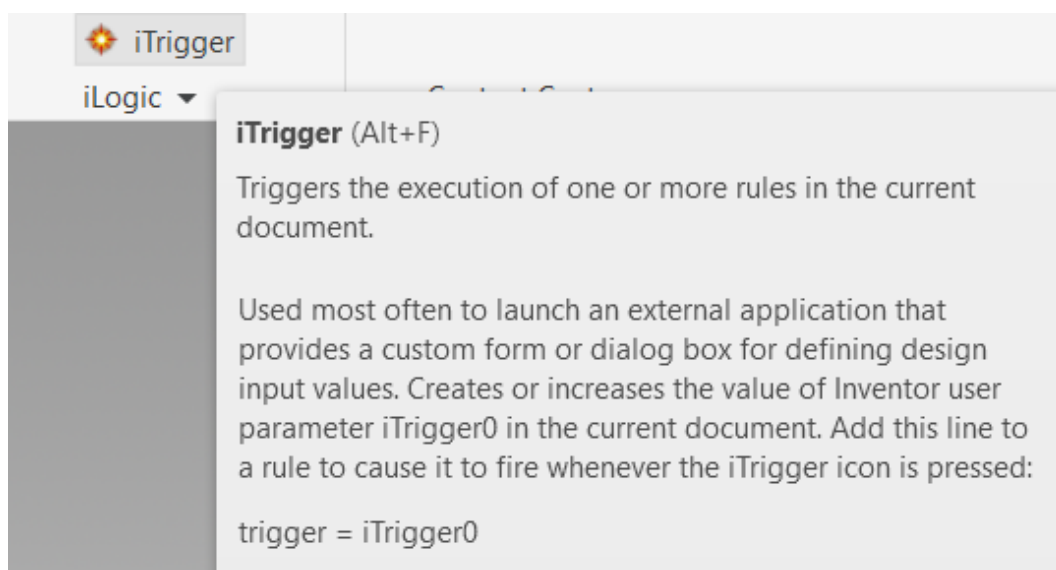 iTrigger
iLogic
iTrigger (Alt+F)
Triggers the execution of one or more rules in the current
document.
Used most often to launch an external application that
provides a custom form or dialog box for defining design
input values. Creates or increases the value of Inventor user
parameter iTrigger0 in the current document. Add this line to
a rule to cause it to fire whenever the iTrigger icon is pressed:
trigger = iTrigger0